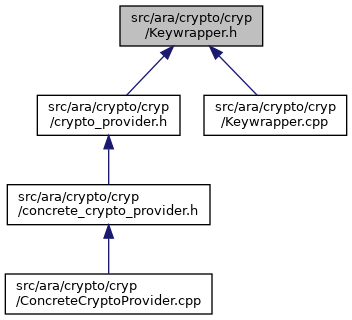 src/ara/crypto/cryp
/Keywrapper.h
src/ara/crypto/cryp
/crypto_provider.h
src/ara/crypto/cryp
/Keywrapper.cpp
src/ara/crypto/cryp
/concrete_crypto_provider.h
src/ara/crypto/cryp
/ConcreteCryptoProvider.cpp